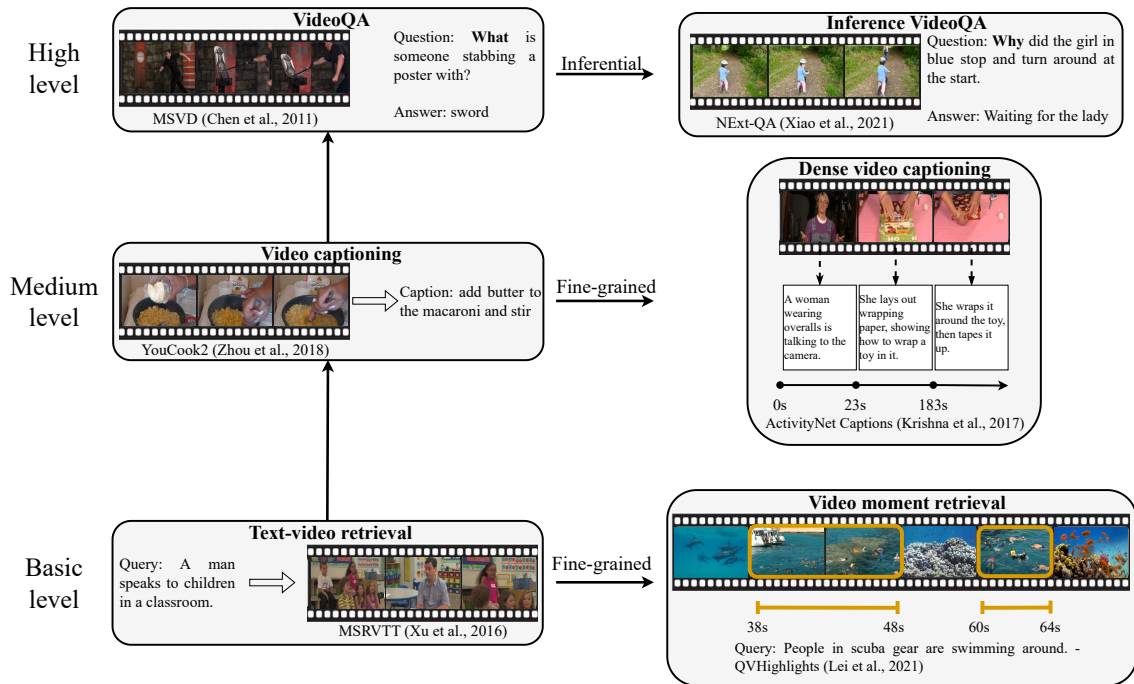 High
level
VideoQA
Question: What is
someone stabbing a
poster with?
Answer: sword
MSVD (Chen et al., 2011)
Inferential
Inference VideoQA
Question: Why did the girl in
blue stop and turn around at
the start.
Answer: Waiting for the lady
NExt-QA (Xiao et al., 2021)
Medium
level
Video captioning
Caption: add butter to
the macaroni and stir
YouCook2 (Zhou et al., 2018)
Fine-grained
Dense video captioning
A woman
wearing
overalls is
talking to the
camera.
She lays out
wrapping
paper, showing
how to wrap a
toy in it.
She wraps it
around the toy,
then tapes it
up.
0s
23s
183s
ActivityNet Captions (Krishna et al., 2017)
Basic
level
Text-video retrieval
Query: A man
speaks to children
in a classroom.
MSRVTT (Xu et al., 2016)
Fine-grained
Video moment retrieval
38s
48s
60s
64s
Query: People in scuba gear are swimming around. -
QVHighlights (Lei et al., 2021)